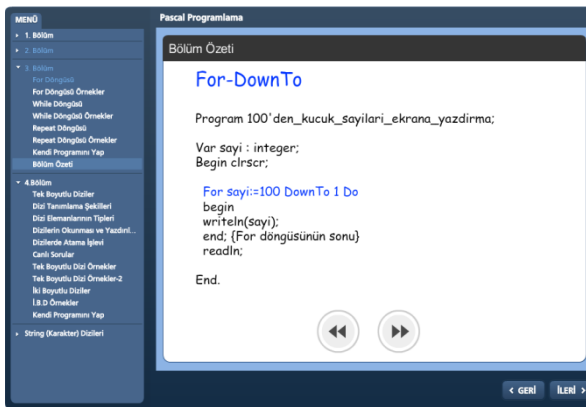 MENÜ
1. Bölüm
2. Bölüm
3. Bölüm
For Döngüsü
For Döngüsü Örnekler
While Döngüsü
While Döngüsü Örnekler
Repeat Döngüsü
Repeat Döngüsü Örnekler
Kendi Programını Yap
Bölüm Özeti
4.Bölüm
Tek Boyutlu Diziler
Dizi Tanımlama Şekilleri
Dizi Elemanlarının Tipleri
Dizilerin Okunması ve Yazdırıl...
Dizilerde Atama İşlevi
Canlı Sorular
Tek Boyutlu Dizi Örnekler
Tek Boyutlu Dizi Örnekler-2
İki Boyutlu Diziler
İ.B.D Örnekler
Kendi Programını Yap
String (Karakter) Dizileri
Pascal Programlama
Bölüm Özeti
For-DownTo
Program 100'den_kucuk_sayilari_ekrana_yazdirma;
Var sayi : integer;
Begin clrscr;
For sayi:=100 DownTo 1 Do
begin
writeln(sayi);
end; {For döngüsünün sonu}
readln;
End.
< GERİ
İLERİ >